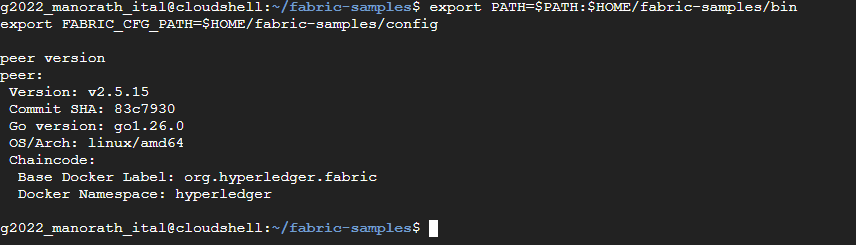 g2022_manorath_ital@cloudshell:~/fabric-samples$ export PATH=$PATH:$HOME/fabric-samples/bin
export FABRIC_CFG_PATH=$HOME/fabric-samples/config
peer version
peer:
Version: v2.5.15
Commit SHA: 83c7930
Go version: go1.26.0
OS/Arch: linux/amd64
Chaincode:
Base Docker Label: org.hyperledger.fabric
Docker Namespace: hyperledger
g2022_manorath_ital@cloudshell:~/fabric-samples$